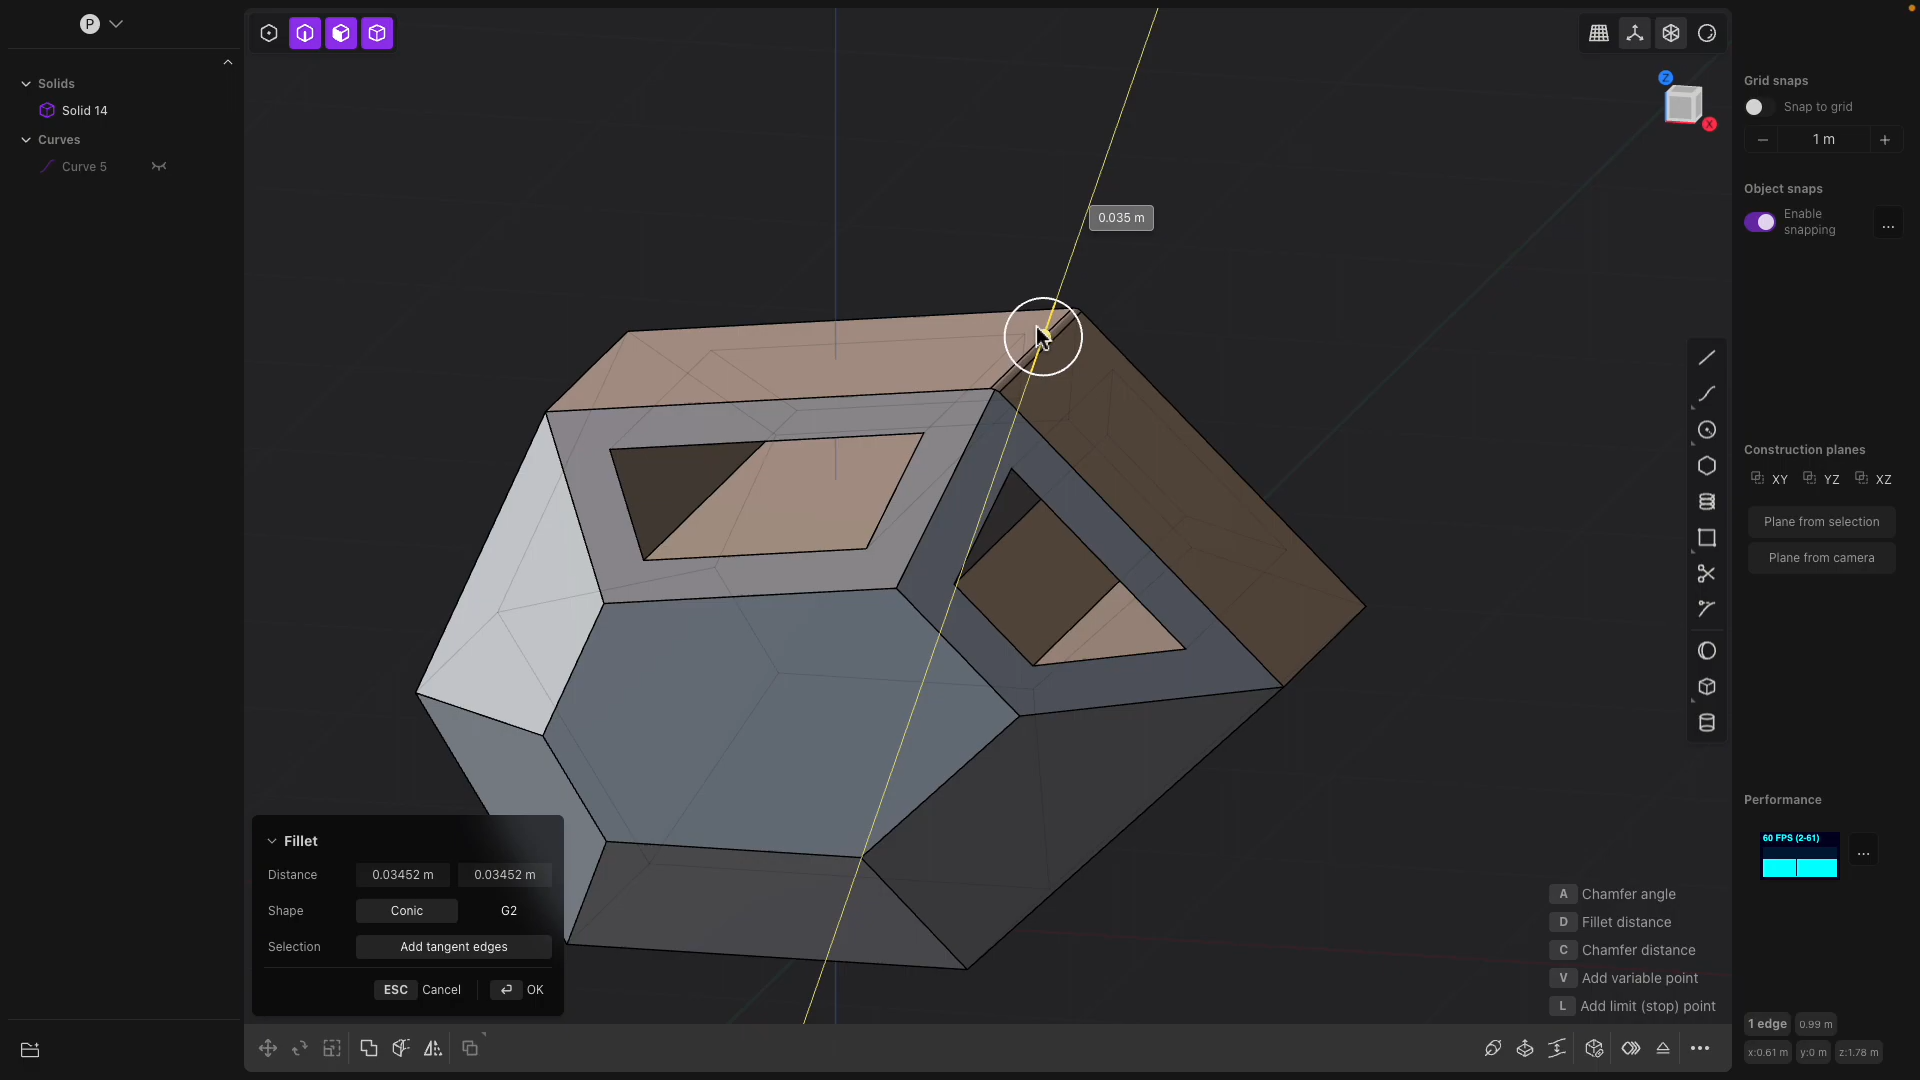 P
Solids
Solid 14
Curves
Curve 5
0.035 m
Z
X
Grid snaps
Snap to grid
1 m
Object snaps
Enable
snapping
...
Construction planes
XY YZ XZ
Plane from selection
Plane from camera
Performance
60 FPS (2-61)
...
Fillet
Distance 0.03452 m 0.03452 m
Shape Conic G2
Selection Add tangent edges
ESC Cancel OK
A Chamfer angle
D Fillet distance
C Chamfer distance
V Add variable point
L Add limit (stop) point
1 edge 0.99 m
x:0.61 m y:0 m z:1.78 m